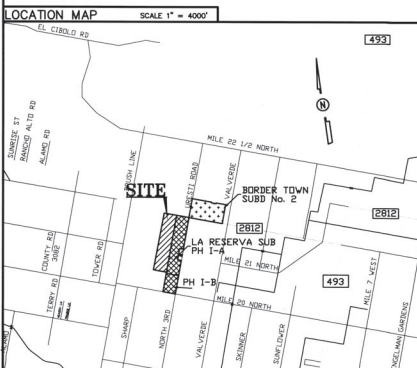 LOCATION MAP
SCALE 1" = 4000'
EL CIBOLO RD
493
N
SUNRISE ST
RANCHO ALTO RD
ALAMO RD
MILE 22 1/2 NORTH
BRUSH LINE
URESTI ROAD
VALVERDE
SITE
BORDER TOWN
SUBD No. 2
2812
2812
LA RESERVA SUB
PH I-A
MILE 21 NORTH
COUNTY RD
3082
TOWER RD
PH I-B
493
MILE 7 WEST
MILE 20 NORTH
TERRY RD
SHARP
NORTH 3RD
VALVERDE
SKINNER
SUNFLOWER
ENGELMAN GARDENS
ALAMO